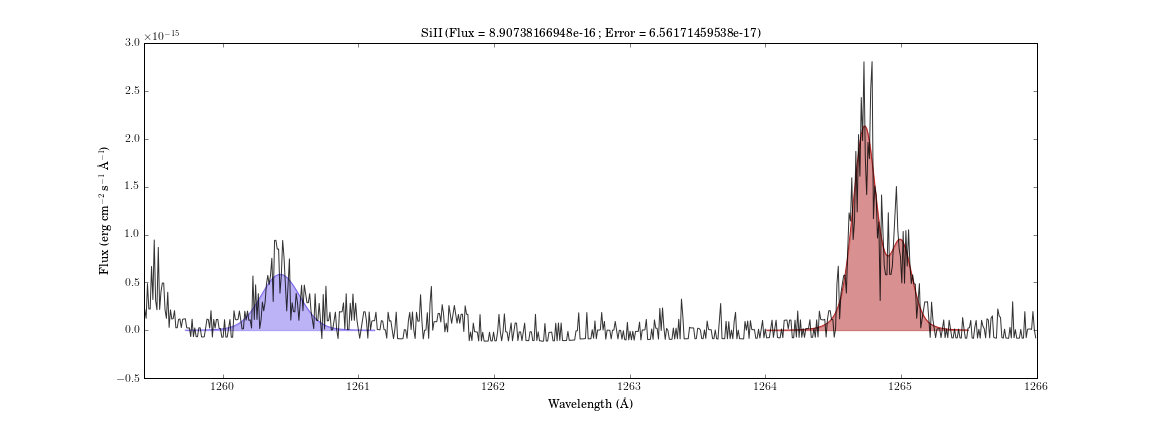 SiII (Flux = 8.90738166948e-16 ; Error = 6.56171459538e-17)
×10⁻¹⁵
3.0
2.5
2.0
1.5
1.0
0.5
0.0
−0.5
Flux (erg cm⁻² s⁻¹ Å⁻¹)
1260 1261 1262 1263 1264 1265 1266
Wavelength (Å)